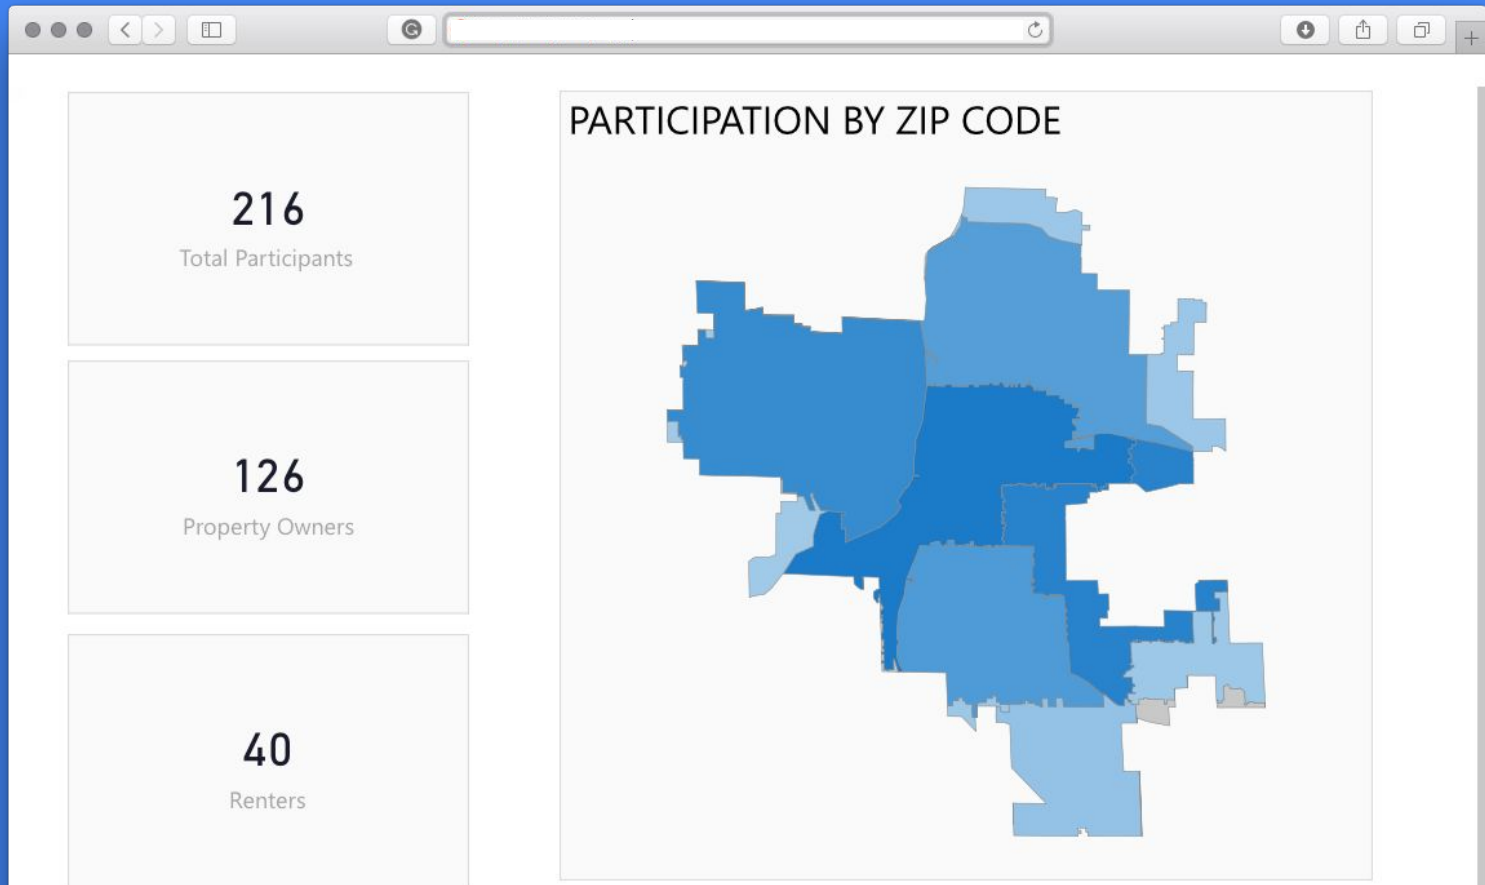 216
Total Participants
126
Property Owners
40
Renters
PARTICIPATION BY ZIP CODE